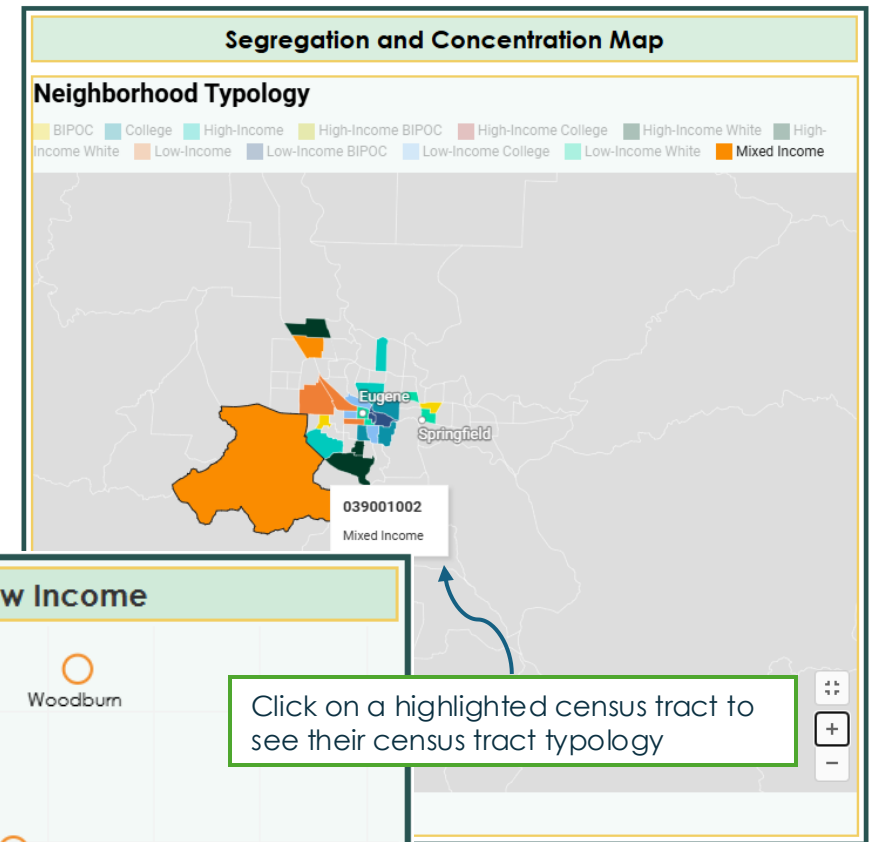 Segregation and Concentration Map
Neighborhood Typology
BIPOC College High-Income High-Income BIPOC High-Income College High-Income White High-
Income White Low-Income Low-Income BIPOC Low-Income College Low-Income White Mixed Income
Eugene
Springfield
039001002
Mixed Income
w Income
Woodburn
Click on a highlighted census tract to
see their census tract typology
+
−